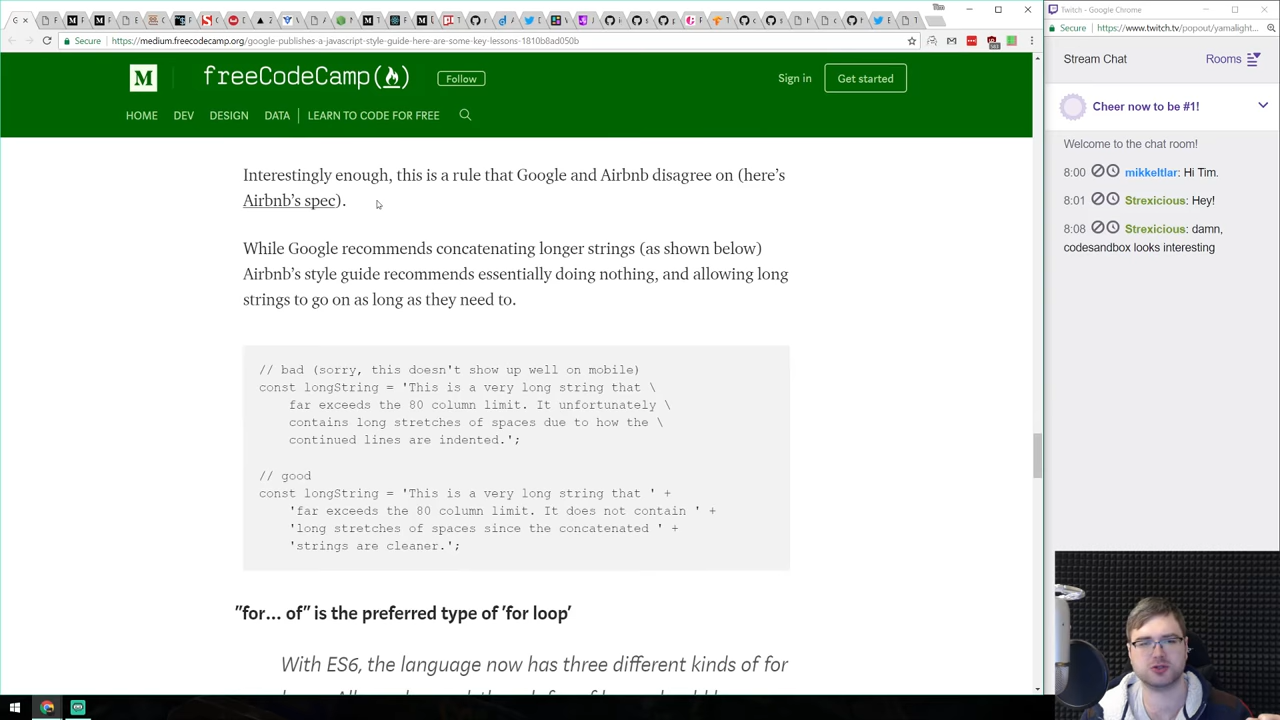 Tim
Secure
https://medium.freecodecamp.org/google-publishes-a-javascript-style-guide-here-are-some-key-lessons-1810b8ad050b
M freeCodeCamp Follow
Sign in
Get started
HOME DEV DESIGN DATA LEARN TO CODE FOR FREE
Interestingly enough, this is a rule that Google and Airbnb disagree on (here's
Airbnb's spec).
While Google recommends concatenating longer strings (as shown below)
Airbnb's style guide recommends essentially doing nothing, and allowing long
strings to go on as long as they need to.
// bad (sorry, this doesn't show up well on mobile)
const longString = 'This is a very long string that \
far exceeds the 80 column limit. It unfortunately \
contains long stretches of spaces due to how the \
continued lines are indented.';
// good
const longString = 'This is a very long string that ' +
'far exceeds the 80 column limit. It does not contain ' +
'long stretches of spaces since the concatenated ' +
'strings are cleaner.';
"for... of" is the preferred type of 'for loop'
With ES6, the language now has three different kinds of for
Twitch - Google Chrome
Secure
https://www.twitch.tv/popout/yamalight...
Stream Chat
Rooms
Cheer now to be #1!
Welcome to the chat room!
8:00 mikkeltlar: Hi Tim.
8:01 Strexicious: Hey!
8:08 Strexicious: damn,
codesandbox looks interesting